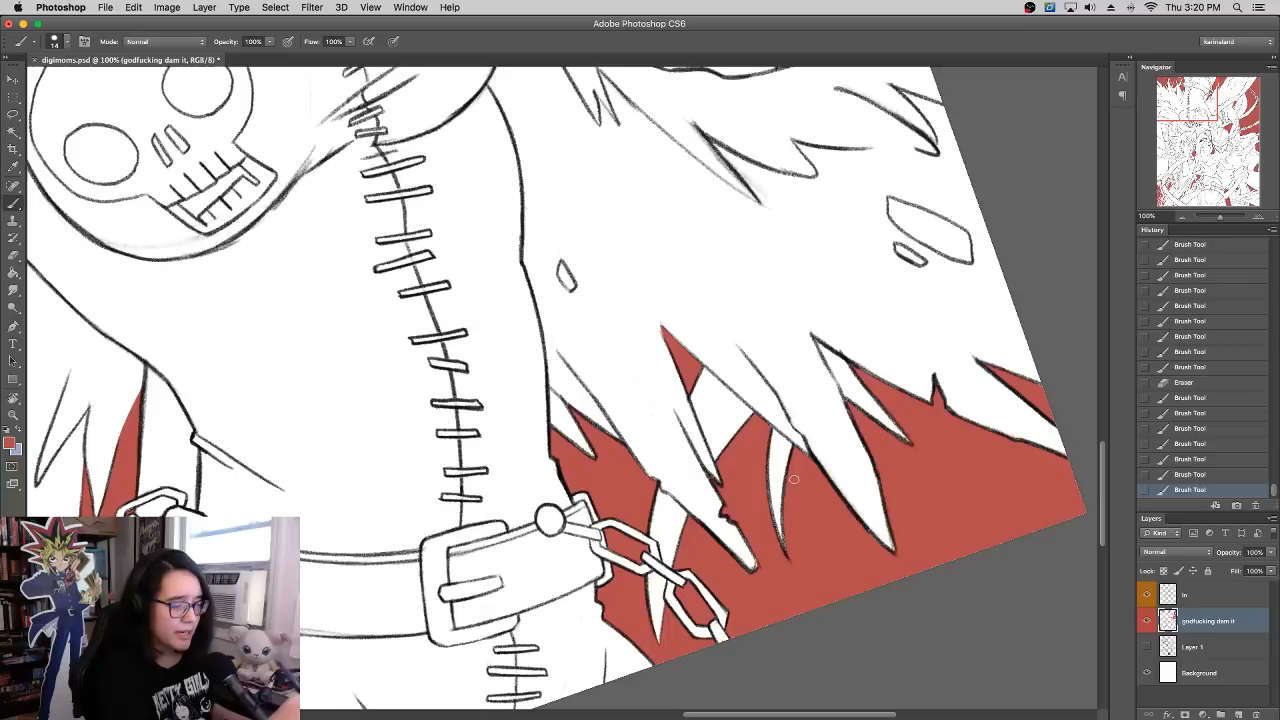 Photoshop File Edit Image Layer Type Select Filter 3D View Window Help
Thu 3:20 PM
Adobe Photoshop CS6
14
Mode: Normal
Opacity: 100%
Flow: 100%
karinsland
digimoms.psd @ 100% (godfucking dam it, RGB/8) *
Navigator
100%
History
Brush Tool
Brush Tool
Brush Tool
Brush Tool
Brush Tool
Brush Tool
Brush Tool
Brush Tool
Brush Tool
Eraser
Brush Tool
Brush Tool
Brush Tool
Brush Tool
Brush Tool
Brush Tool
Brush Tool
Layers
Kind
Normal
Opacity: 100%
Lock:
Fill: 100%
godfucking dam it
Layer 1
Background